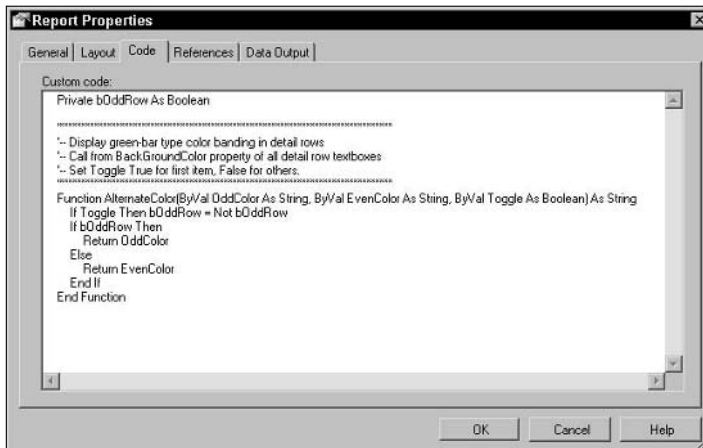 Report Properties
General Layout Code References Data Output
Custom code:
Private bOddRow As Boolean
'*************************************************************************
'-- Display green-bar type color banding in detail rows
'-- Call from BackGroundColor property of all detail row textboxes
'-- Set Toggle True for first item, False for others.
'*************************************************************************
Function AlternateColor(ByVal OddColor As String, ByVal EvenColor As String, ByVal Toggle As Boolean) As String
If Toggle Then bOddRow = Not bOddRow
If bOddRow Then
Return OddColor
Else
Return EvenColor
End If
End Function
OK Cancel Help